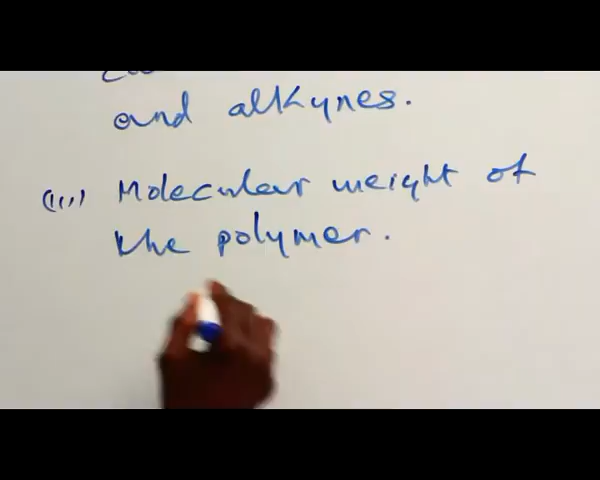 and alkynes.
(iii) Molecular weight of
the polymer.